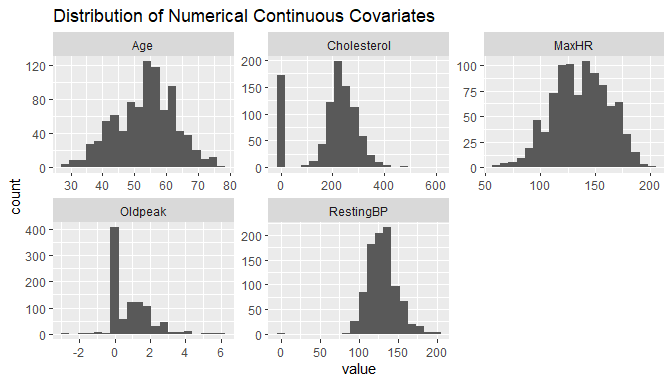 Distribution of Numerical Continuous Covariates
Age Cholesterol MaxHR
120
80
40
0
200
150
100
50
0
100
75
50
25
0
30 40 50 60 70 80
0 200 400 600
50 100 150 200
count
Oldpeak RestingBP
400
300
200
100
0
200
150
100
50
0
-2 0 2 4 6
0 50 100 150 200
value